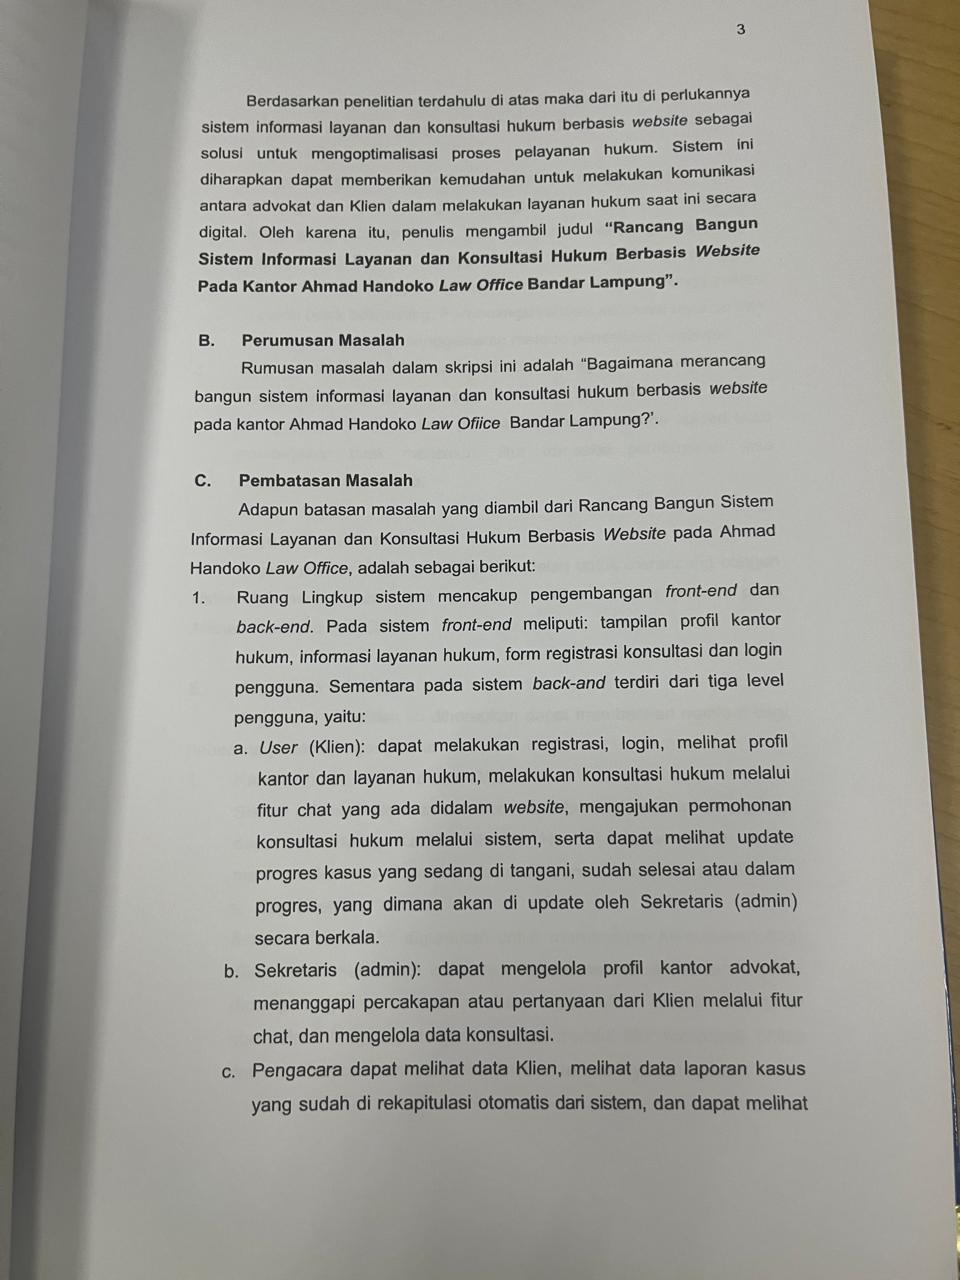 3
Berdasarkan penelitian terdahulu di atas maka dari itu di perlukannya
sistem informasi layanan dan konsultasi hukum berbasis website sebagai
solusi untuk mengoptimalisasi proses pelayanan hukum. Sistem ini
diharapkan dapat memberikan kemudahan untuk melakukan komunikasi
antara advokat dan Klien dalam melakukan layanan hukum saat ini secara
digital. Oleh karena itu, penulis mengambil judul “Rancang Bangun
Sistem Informasi Layanan dan Konsultasi Hukum Berbasis Website
Pada Kantor Ahmad Handoko Law Office Bandar Lampung”.
B. Perumusan Masalah
Rumusan masalah dalam skripsi ini adalah “Bagaimana merancang
bangun sistem informasi layanan dan konsultasi hukum berbasis website
pada kantor Ahmad Handoko Law Ofiice Bandar Lampung?’.
C. Pembatasan Masalah
Adapun batasan masalah yang diambil dari Rancang Bangun Sistem
Informasi Layanan dan Konsultasi Hukum Berbasis Website pada Ahmad
Handoko Law Office, adalah sebagai berikut:
1. Ruang Lingkup sistem mencakup pengembangan front-end dan
back-end. Pada sistem front-end meliputi: tampilan profil kantor
hukum, informasi layanan hukum, form registrasi konsultasi dan login
pengguna. Sementara pada sistem back-and terdiri dari tiga level
pengguna, yaitu:
a. User (Klien): dapat melakukan registrasi, login, melihat profil
kantor dan layanan hukum, melakukan konsultasi hukum melalui
fitur chat yang ada didalam website, mengajukan permohonan
konsultasi hukum melalui sistem, serta dapat melihat update
progres kasus yang sedang di tangani, sudah selesai atau dalam
progres, yang dimana akan di update oleh Sekretaris (admin)
secara berkala.
b. Sekretaris (admin): dapat mengelola profil kantor advokat,
menanggapi percakapan atau pertanyaan dari Klien melalui fitur
chat, dan mengelola data konsultasi.
c. Pengacara dapat melihat data Klien, melihat data laporan kasus
yang sudah di rekapitulasi otomatis dari sistem, dan dapat melihat